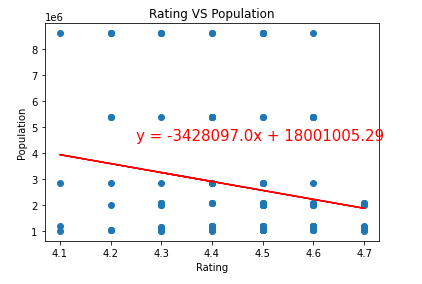 Rating VS Population
1e6
8
7
6
5
4
3
2
1
Population
y = -3428097.0x + 18001005.29
4.1 4.2 4.3 4.4 4.5 4.6 4.7
Rating